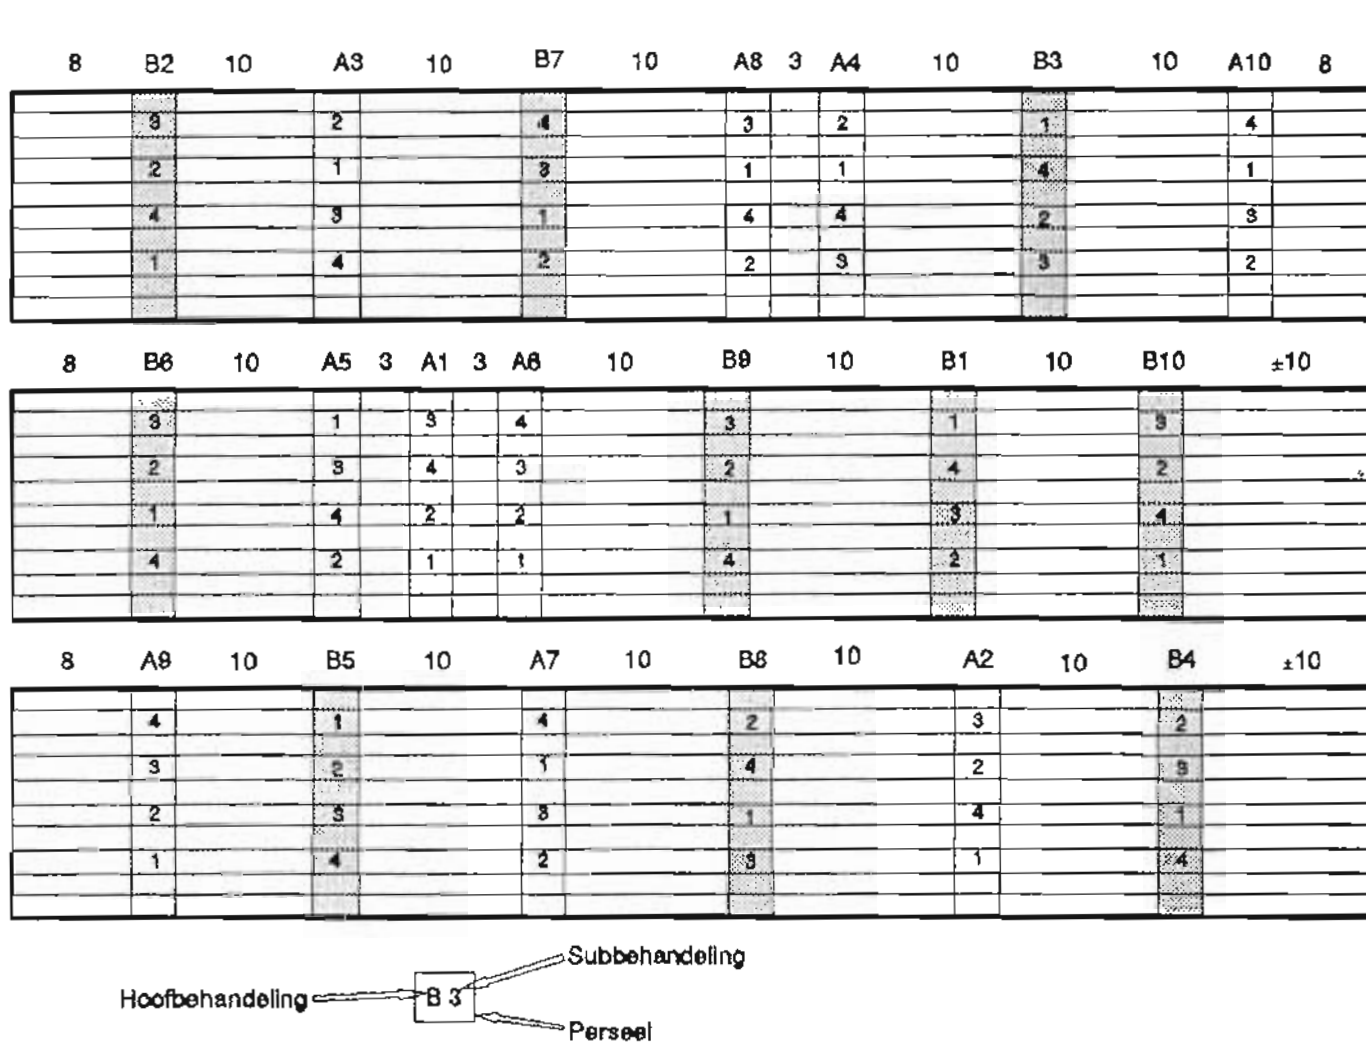 8 B2 10 A3 10 B7 10 A8 3 A4 10 B3 10 A10 8
3 2 4 3 2 1 4
2 1 3 1 1 4 1
4 3 1 4 4 2 3
1 4 2 2 3 3 2
8 B6 10 A5 3 A1 3 A6 10 B9 10 B1 10 B10 ±10
3 1 3 4 3 1 3
2 3 4 3 2 4 2
1 4 2 2 1 3 4
4 2 1 1 4 2 1
8 A9 10 B5 10 A7 10 B8 10 A2 10 B4 ±10
4 1 4 2 3 2
3 2 1 4 2 3
2 3 3 1 4 1
1 4 2 3 1 4
Subbehandeling
Hoofbehandeling B 3
Perseel